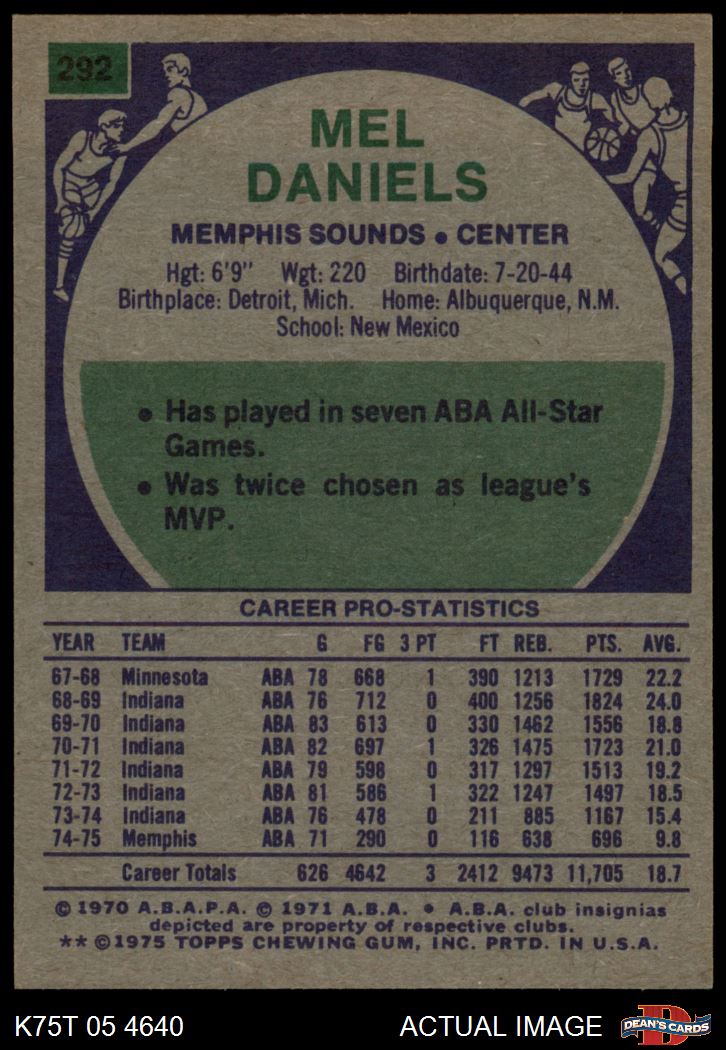 292
MEL
DANIELS
MEMPHIS SOUNDS • CENTER
Hgt: 6'9" Wgt: 220 Birthdate: 7-20-44
Birthplace: Detroit, Mich. Home: Albuquerque, N.M.
School: New Mexico
• Has played in seven ABA All-Star
Games.
• Was twice chosen as league's
MVP.
CAREER PRO-STATISTICS
YEAR TEAM G FG 3 PT FT REB. PTS. AVG.
67-68 Minnesota ABA 78 668 1 390 1213 1729 22.2
68-69 Indiana ABA 76 712 0 400 1256 1824 24.0
69-70 Indiana ABA 83 613 0 330 1462 1556 18.8
70-71 Indiana ABA 82 697 1 326 1475 1723 21.0
71-72 Indiana ABA 79 598 0 317 1297 1513 19.2
72-73 Indiana ABA 81 586 1 322 1247 1497 18.5
73-74 Indiana ABA 76 478 0 211 885 1167 15.4
74-75 Memphis ABA 71 290 0 116 638 696 9.8
Career Totals 626 4642 3 2412 9473 11,705 18.7
© 1970 A.B.A.P.A. © 1971 A.B.A. • A.B.A. club insignias
depicted are property of respective clubs.
** ©1975 TOPPS CHEWING GUM, INC. PRTD. IN U.S.A.
K75T 05 4640 ACTUAL IMAGE
D
DEAN'S CARDS